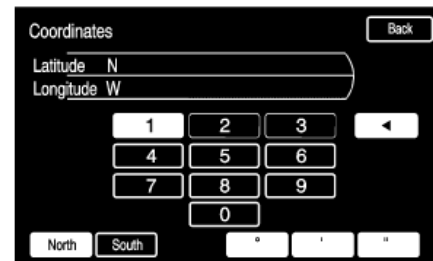 Coordinates Back
Latitude N
Longitude W
1 2 3 ◄
4 5 6
7 8 9
0
North South ° ' "